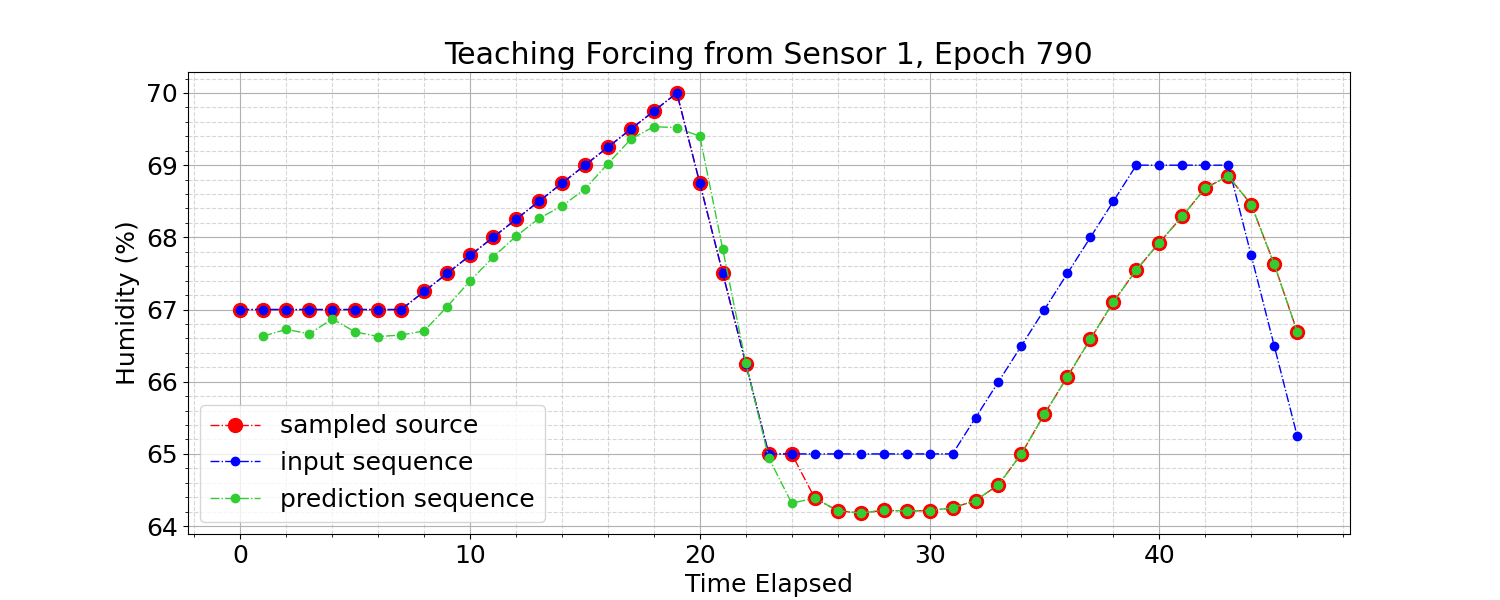 Teaching Forcing from Sensor 1, Epoch 790
Humidity (%)
70
69
68
67
66
65
64
sampled source
input sequence
prediction sequence
0 10 20 30 40
Time Elapsed